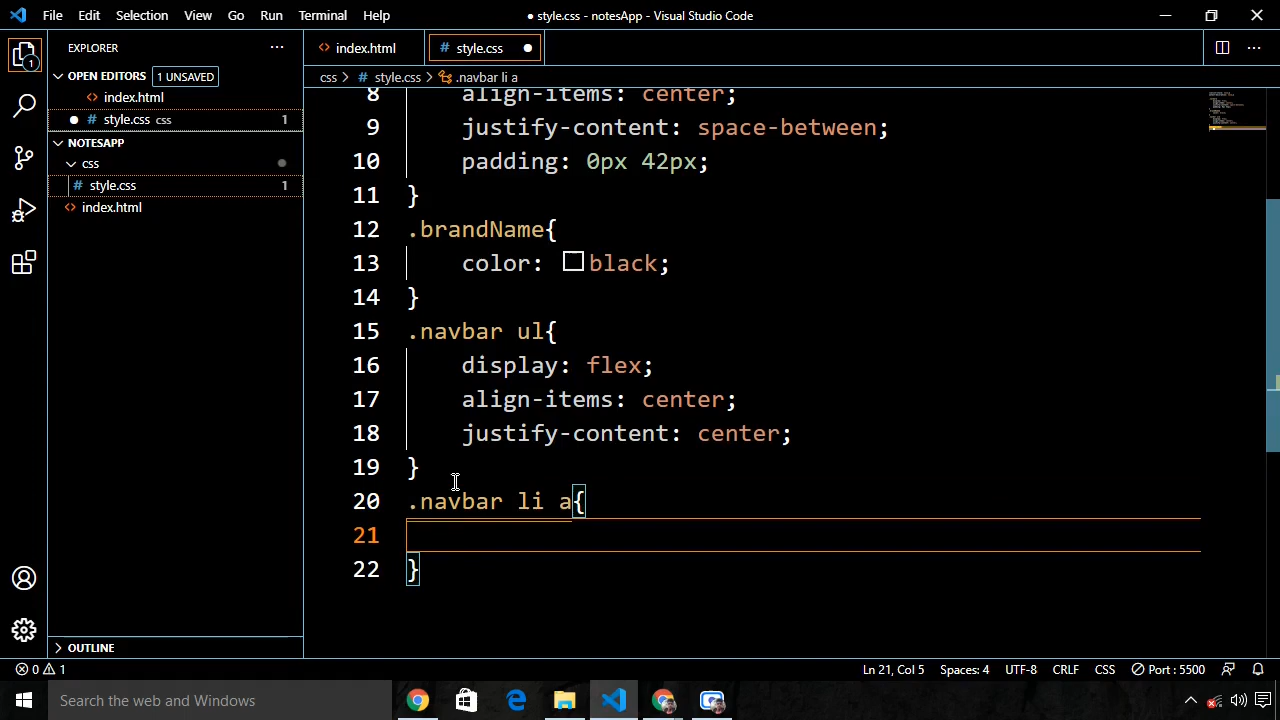 File Edit Selection View Go Run Terminal Help
● style.css - notesApp - Visual Studio Code
EXPLORER
index.html
style.css
OPEN EDITORS 1 UNSAVED
index.html
style.css css 1
NOTESAPP
css
style.css 1
index.html
OUTLINE
1
css > # style.css > .navbar li a
8 align-items: center;
9 justify-content: space-between;
10 padding: 0px 42px;
11 }
12 .brandName{
13 color: black;
14 }
15 .navbar ul{
16 display: flex;
17 align-items: center;
18 justify-content: center;
19 }
20 .navbar li a{
21
22 }
0 1
Ln 21, Col 5 Spaces: 4 UTF-8 CRLF CSS Port : 5500
Search the web and Windows